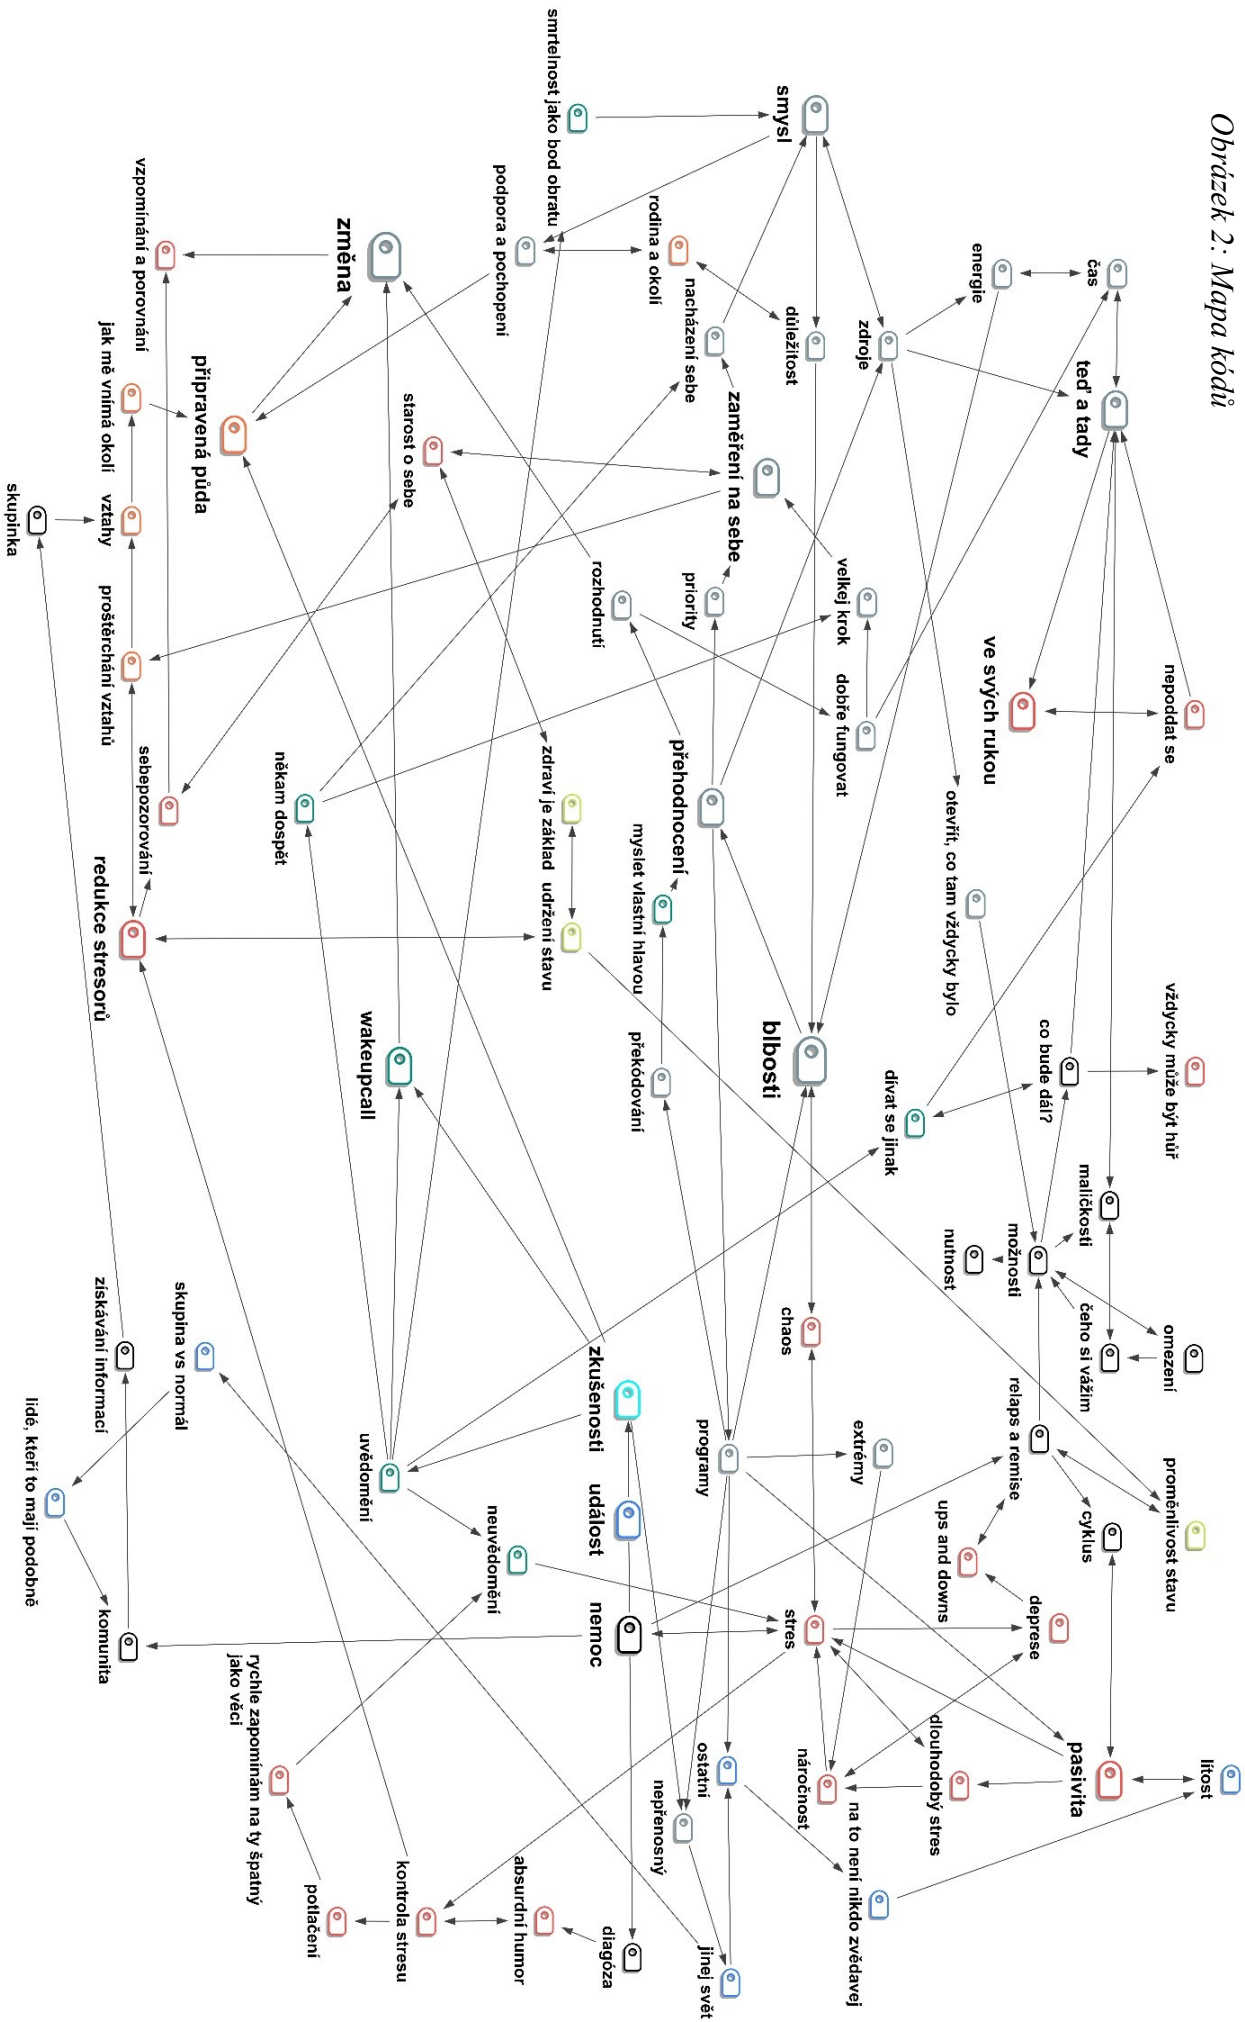 Obrázek 2: Mapa kódů
lítost
nepoddat se
vždycky může být hůř
omezení
proměnlivost stavu
čas
teď a tady
maličkosti
čeho si vážím
cyklus
pasivita
co bude dál?
možnosti
relaps a remise
deprese
energie
ve svých rukou
otevřít, co tam vždycky bylo
nutnost
ups and downs
dlouhodobý stres
zdroje
dívat se jinak
extrémy
na to není nikdo zvědavej
velkej krok
dobře fungovat
smysl
důležitost
blbosti
chaos
stres
náročnost
zaměření na sebe
nacházení sebe
priority
přehodnocení
programy
ostatní
jinej svět
rodina a okolí
myslet vlastní hlavou
překódování
nepřenosný
rozhodnutí
zkušenosti
událost
nemoc
diagóza
smrtelnost jako bod obratu
zdraví je základ
udržení stavu
podpora a pochopení
neuvědomění
absurdní humor
starost o sebe
kontrola stresu
změna
wakeupcall
uvědomění
někam dospět
potlačení
připravená půda
rychle zapomínám na ty špatný
jako věci
skupina vs normál
vzpomínání a porovnání
sebepozorování
jak mě vnímá okolí
vztahy
proštěrchání vztahů
redukce stresorů
získávání informací
komunita
lidé, kteří to mají podobně
skupinka